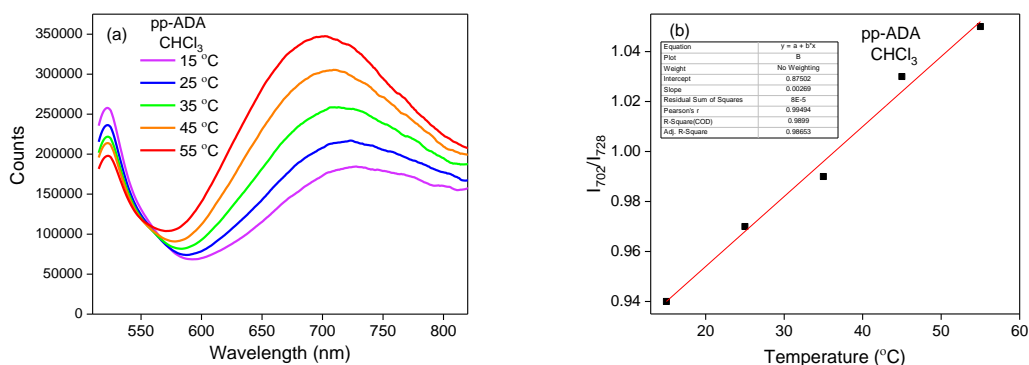 (a)
pp-ADA
CHCl3
15 °C
25 °C
35 °C
45 °C
55 °C
350000
300000
250000
200000
150000
100000
50000
0
Counts
550 600 650 700 750 800
Wavelength (nm)
(b)
pp-ADA
CHCl3
Equation y = a + b*x
Plot B
Weight No Weighting
Intercept 0.87502
Slope 0.00269
Residual Sum of Squares 8E-5
Pearson's r 0.99494
R-Square(COD) 0.9899
Adj. R-Square 0.98653
1.04
1.02
1.00
0.98
0.96
0.94
I702/I728
20 30 40 50 60
Temperature (°C)